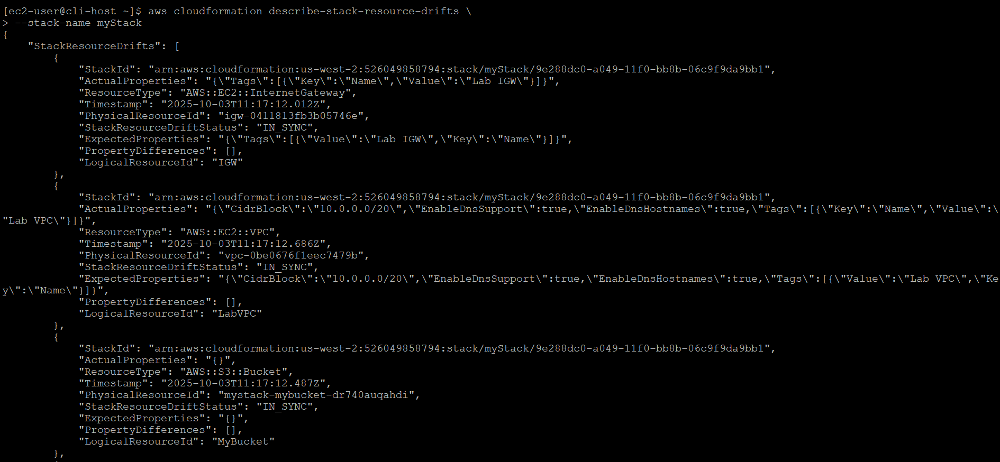 [ec2-user@cli-host ~]$ aws cloudformation describe-stack-resource-drifts \
> --stack-name myStack
{
    "StackResourceDrifts": [
        {
            "StackId": "arn:aws:cloudformation:us-west-2:526049858794:stack/myStack/9e288dc0-a049-11f0-bb8b-06c9f9da9bb1",
            "ActualProperties": "{\"Tags\":[{\"Key\":\"Name\",\"Value\":\"Lab IGW\"}]}",
            "ResourceType": "AWS::EC2::InternetGateway",
            "Timestamp": "2025-10-03T11:17:12.012Z",
            "PhysicalResourceId": "igw-0411813fb3b05746e",
            "StackResourceDriftStatus": "IN_SYNC",
            "ExpectedProperties": "{\"Tags\":[{\"Value\":\"Lab IGW\",\"Key\":\"Name\"}]}",
            "PropertyDifferences": [],
            "LogicalResourceId": "IGW"
        },
        {
            "StackId": "arn:aws:cloudformation:us-west-2:526049858794:stack/myStack/9e288dc0-a049-11f0-bb8b-06c9f9da9bb1",
            "ActualProperties": "{\"CidrBlock\":\"10.0.0.0/20\",\"EnableDnsSupport\":true,\"EnableDnsHostnames\":true,\"Tags\":[{\"Key\":\"Name\",\"Value\":\
"Lab VPC\"}]}",
            "ResourceType": "AWS::EC2::VPC",
            "Timestamp": "2025-10-03T11:17:12.686Z",
            "PhysicalResourceId": "vpc-0be0676f1eec7479b",
            "StackResourceDriftStatus": "IN_SYNC",
            "ExpectedProperties": "{\"CidrBlock\":\"10.0.0.0/20\",\"EnableDnsSupport\":true,\"EnableDnsHostnames\":true,\"Tags\":[{\"Value\":\"Lab VPC\",\"Ke
y\":\"Name\"}]}",
            "PropertyDifferences": [],
            "LogicalResourceId": "LabVPC"
        },
        {
            "StackId": "arn:aws:cloudformation:us-west-2:526049858794:stack/myStack/9e288dc0-a049-11f0-bb8b-06c9f9da9bb1",
            "ActualProperties": "{}",
            "ResourceType": "AWS::S3::Bucket",
            "Timestamp": "2025-10-03T11:17:12.487Z",
            "PhysicalResourceId": "mystack-mybucket-dr740auqahdi",
            "StackResourceDriftStatus": "IN_SYNC",
            "ExpectedProperties": "{}",
            "PropertyDifferences": [],
            "LogicalResourceId": "MyBucket"
        },